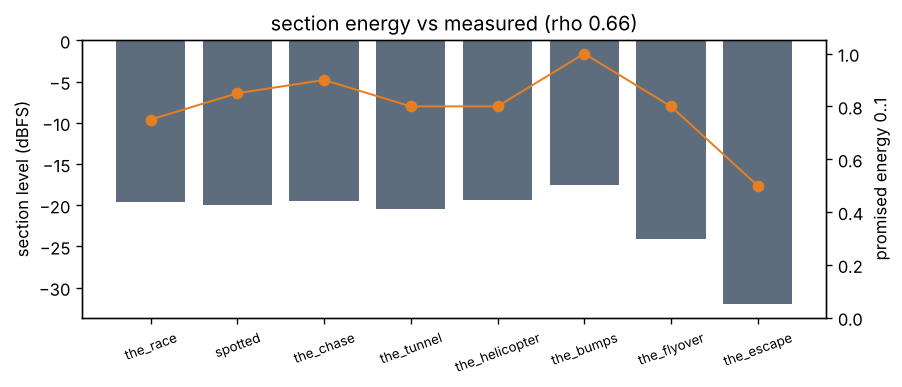 section energy vs measured (rho 0.66)
section level (dBFS)
0
−5
−10
−15
−20
−25
−30
1.0
0.8
0.6
0.4
0.2
0.0
promised energy 0..1
the_race
spotted
the_chase
the_tunnel
the_helicopter
the_bumps
the_flyover
the_escape